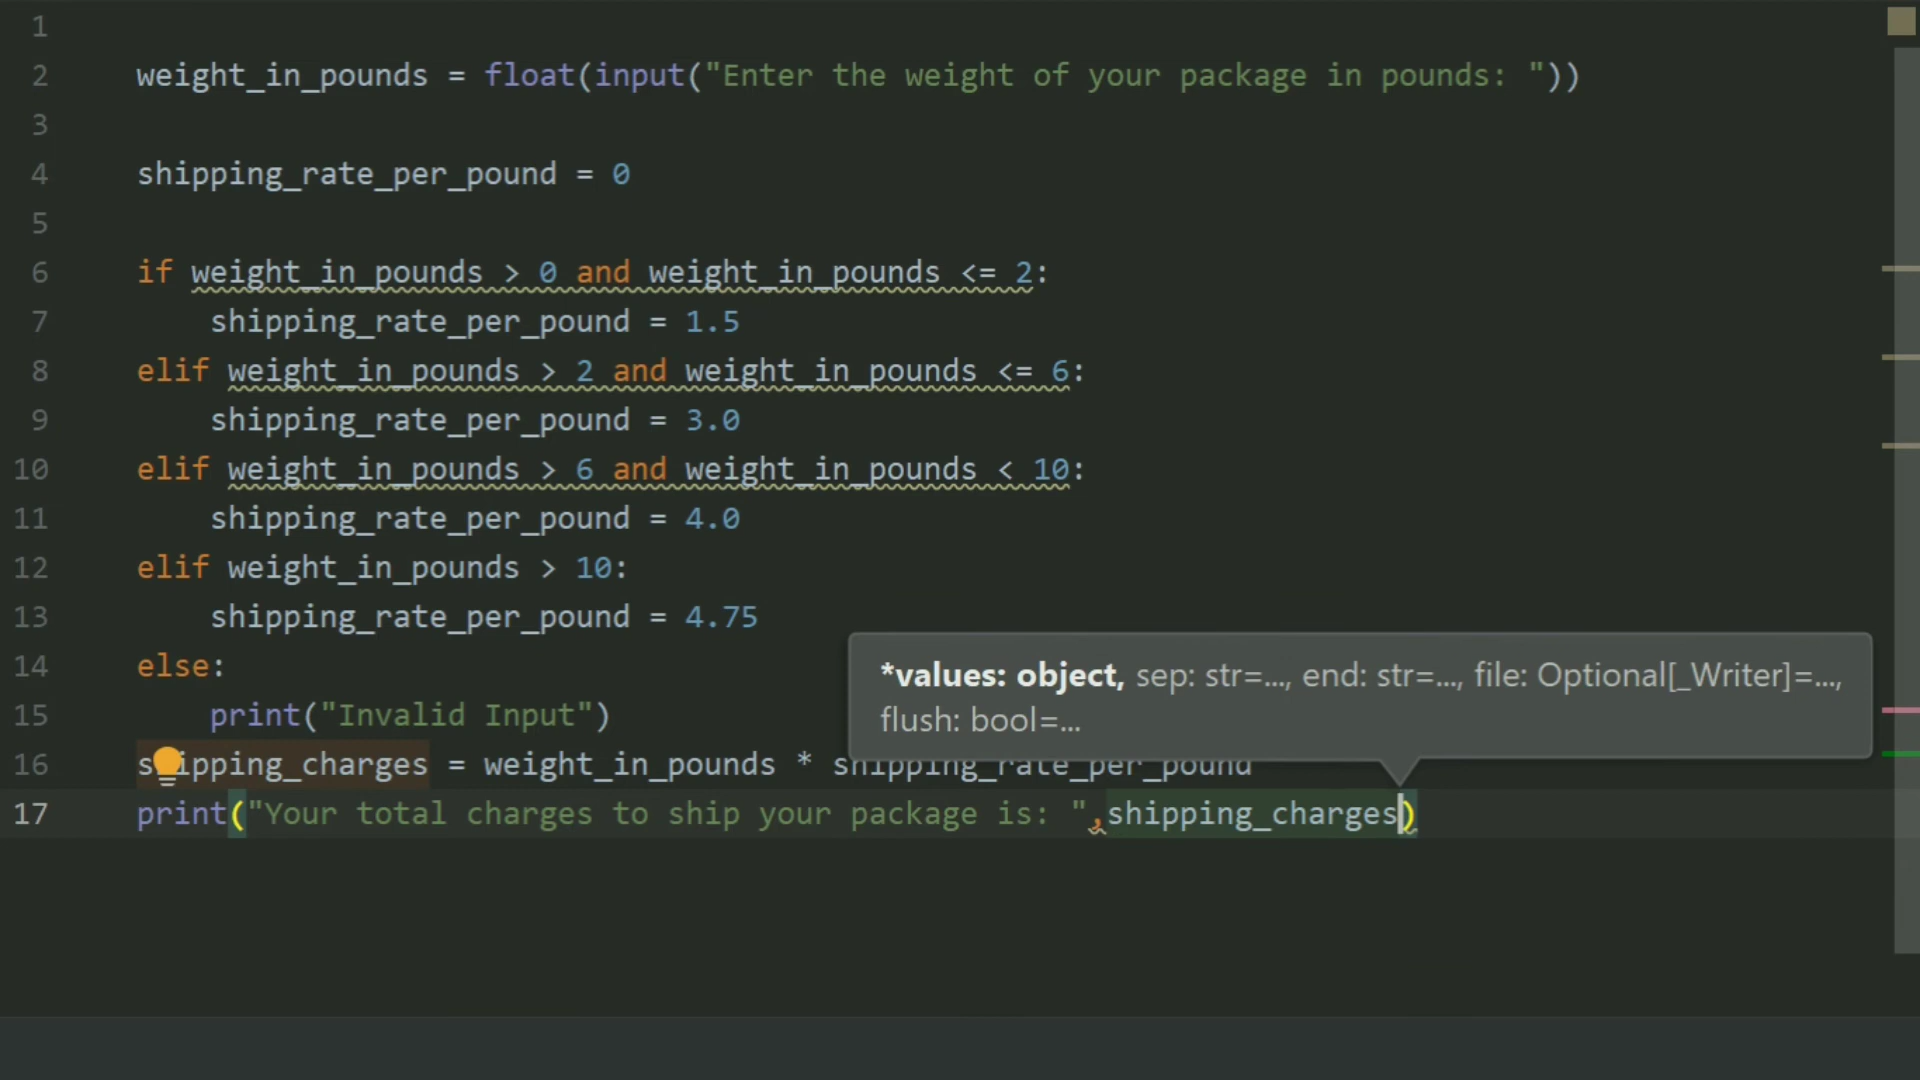 1
2 weight_in_pounds = float(input("Enter the weight of your package in pounds: "))
3
4 shipping_rate_per_pound = 0
5
6 if weight_in_pounds > 0 and weight_in_pounds <= 2:
7 shipping_rate_per_pound = 1.5
8 elif weight_in_pounds > 2 and weight_in_pounds <= 6:
9 shipping_rate_per_pound = 3.0
10 elif weight_in_pounds > 6 and weight_in_pounds < 10:
11 shipping_rate_per_pound = 4.0
12 elif weight_in_pounds > 10:
13 shipping_rate_per_pound = 4.75
14 else:
*values: object, sep: str=..., end: str=..., file: Optional[_Writer]=...,
flush: bool=...
15 print("Invalid Input")
16 shipping_charges = weight_in_pounds * shipping_rate_per_pound
17 print("Your total charges to ship your package is: ",shipping_charges)